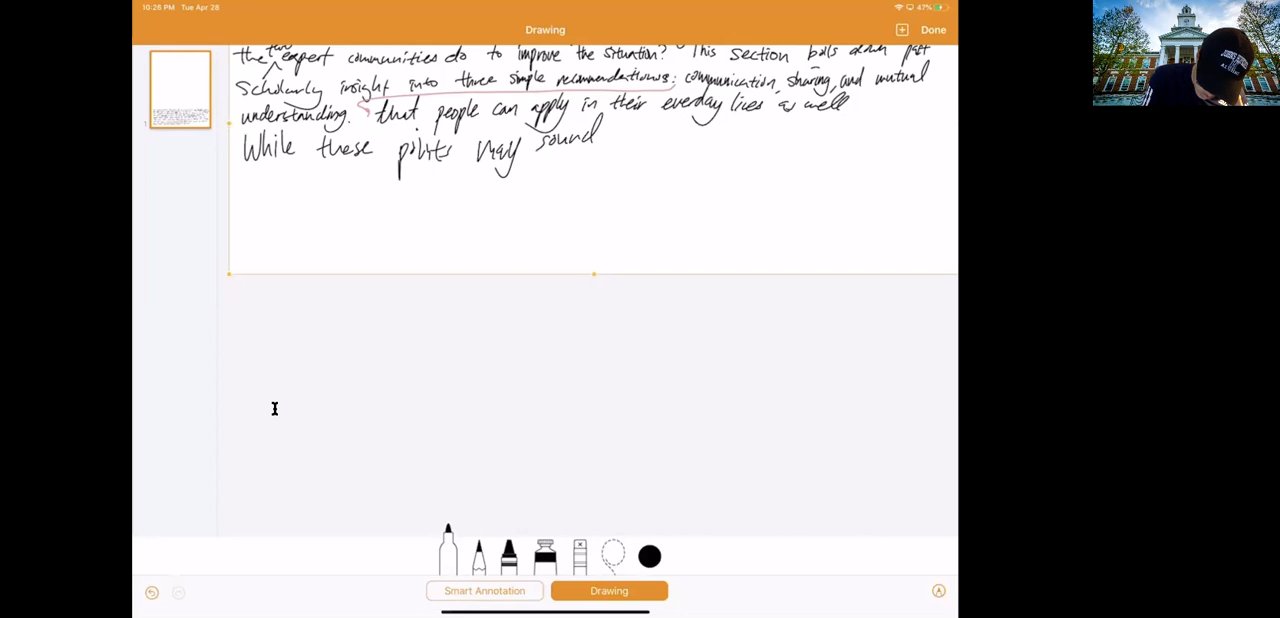 10:26 PM Tue Apr 28
47%
Drawing
Done
two
the expert communities do to improve the situation? This section boils down past
scholarly insight into three simple recommendations: communication, sharing, and mutual
understanding. that people can apply in their everday lives as well
While these points may sound
Smart Annotation
Drawing